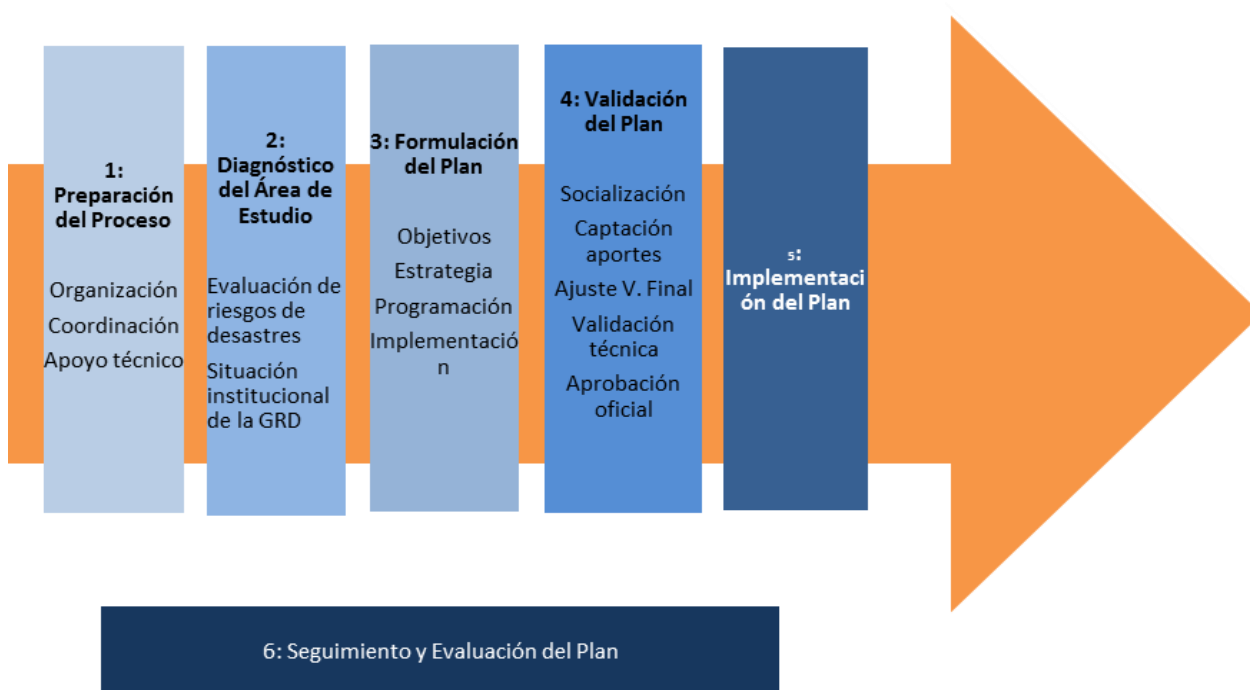 1:
Preparación
del Proceso
Organización
Coordinación
Apoyo técnico
2:
Diagnóstico
del Área de
Estudio
Evaluación de
riesgos de
desastres
Situación
institucional
de la GRD
3: Formulación
del Plan
Objetivos
Estrategia
Programación
Implementació
n
4: Validación
del Plan
Socialización
Captación
aportes
Ajuste V. Final
Validación
técnica
Aprobación
oficial
5:
Implementaci
ón del Plan
6: Seguimiento y Evaluación del Plan